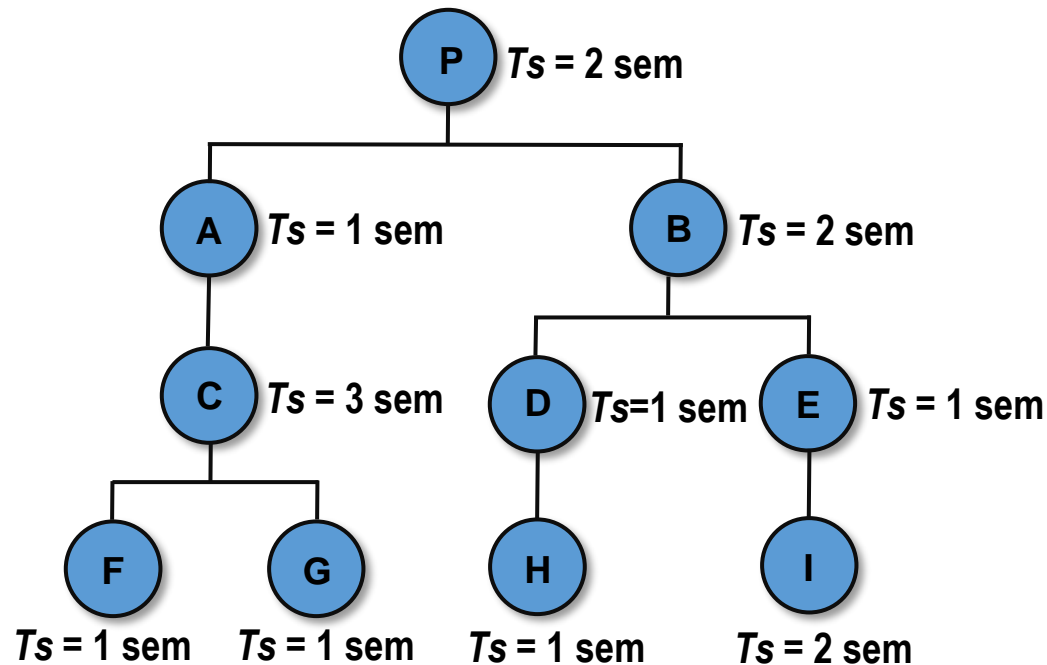 P Ts = 2 sem
A Ts = 1 sem B Ts = 2 sem
C Ts = 3 sem D Ts=1 sem E Ts = 1 sem
F G H I
Ts = 1 sem Ts = 1 sem Ts = 1 sem Ts = 2 sem